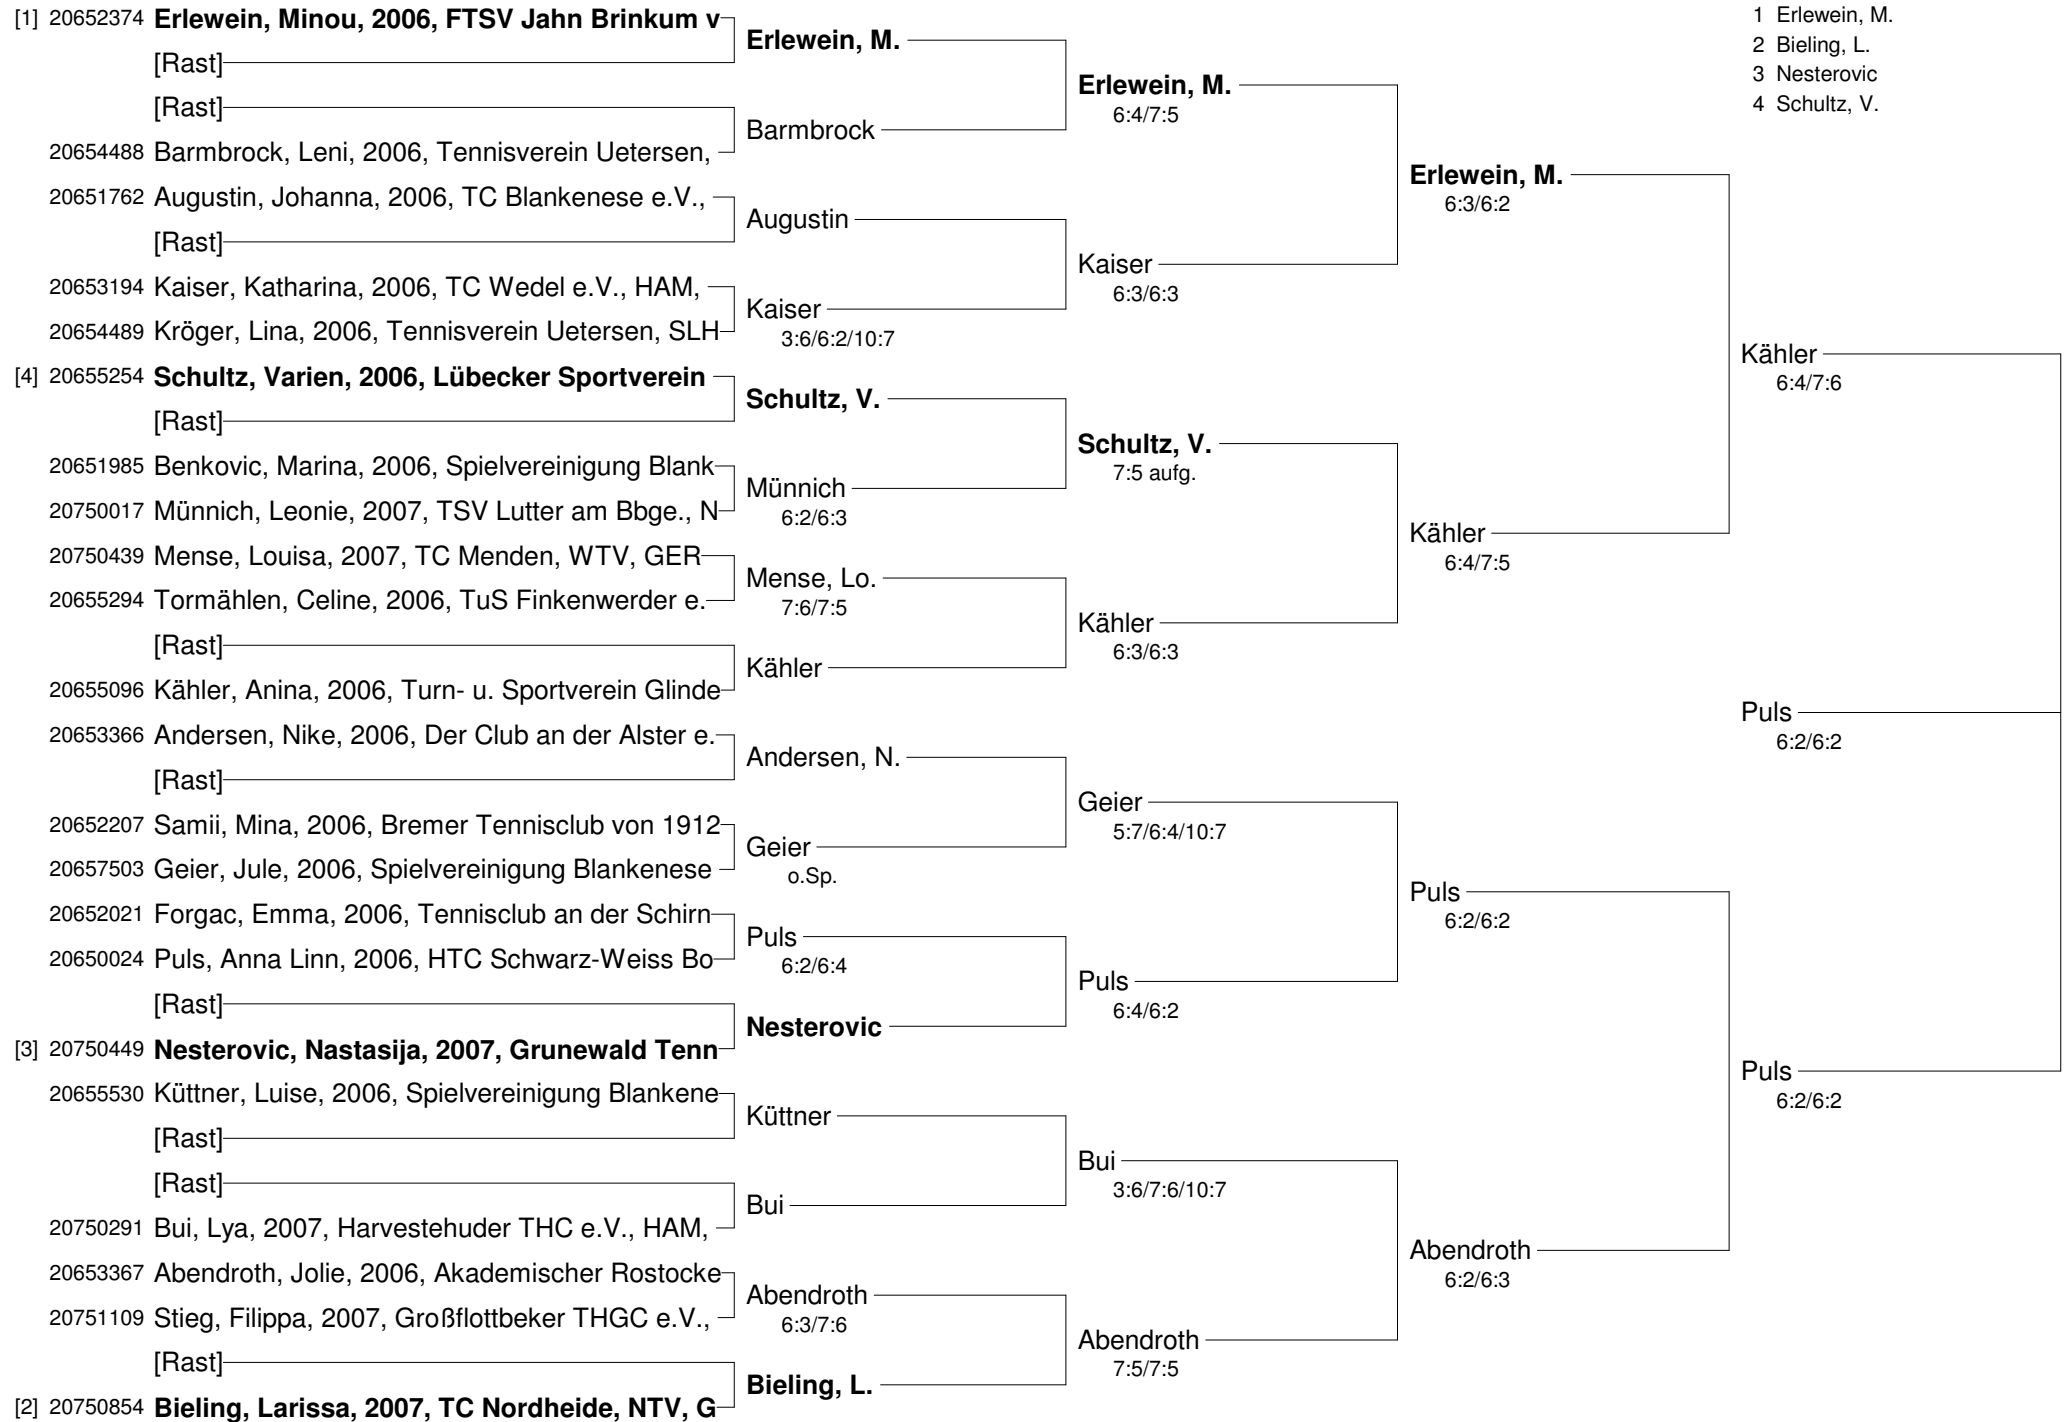 [1] 20652374 Erlewein, Minou, 2006, FTSV Jahn Brinkum v
[Rast]
[Rast]
20654488 Barmbrock, Leni, 2006, Tennisverein Uetersen,
20651762 Augustin, Johanna, 2006, TC Blankenese e.V.,
[Rast]
20653194 Kaiser, Katharina, 2006, TC Wedel e.V., HAM,
20654489 Kröger, Lina, 2006, Tennisverein Uetersen, SLH
[4] 20655254 Schultz, Varien, 2006, Lübecker Sportverein
[Rast]
20651985 Benkovic, Marina, 2006, Spielvereinigung Blank
20750017 Münnich, Leonie, 2007, TSV Lutter am Bbge., N
20750439 Mense, Louisa, 2007, TC Menden, WTV, GER
20655294 Tormählen, Celine, 2006, TuS Finkenwerder e.
[Rast]
20655096 Kähler, Anina, 2006, Turn- u. Sportverein Glinde
20653366 Andersen, Nike, 2006, Der Club an der Alster e.
[Rast]
20652207 Samii, Mina, 2006, Bremer Tennisclub von 1912
20657503 Geier, Jule, 2006, Spielvereinigung Blankenese
20652021 Forgac, Emma, 2006, Tennisclub an der Schirn
20650024 Puls, Anna Linn, 2006, HTC Schwarz-Weiss Bo
[Rast]
[3] 20750449 Nesterovic, Nastasija, 2007, Grunewald Tenn
20655530 Küttner, Luise, 2006, Spielvereinigung Blankene
[Rast]
[Rast]
20750291 Bui, Lya, 2007, Harvestehuder THC e.V., HAM,
20653367 Abendroth, Jolie, 2006, Akademischer Rostocke
20751109 Stieg, Filippa, 2007, Großflottbeker THGC e.V.,
[Rast]
[2] 20750854 Bieling, Larissa, 2007, TC Nordheide, NTV, G
Erlewein, M.
Barmbrock
Augustin
Kaiser
3:6/6:2/10:7
Schultz, V.
Münnich
6:2/6:3
Mense, Lo.
7:6/7:5
Kähler
Andersen, N.
Geier
o.Sp.
Puls
6:2/6:4
Nesterovic
Küttner
Bui
Abendroth
6:3/7:6
Bieling, L.
Erlewein, M.
6:4/7:5
Kaiser
6:3/6:3
Schultz, V.
7:5 aufg.
Kähler
6:3/6:3
Geier
5:7/6:4/10:7
Puls
6:4/6:2
Bui
3:6/7:6/10:7
Abendroth
7:5/7:5
Erlewein, M.
6:3/6:2
Kähler
6:4/7:5
Puls
6:2/6:2
Abendroth
6:2/6:3
Kähler
6:4/7:6
Puls
6:2/6:2
Puls
6:2/6:2
1 Erlewein, M.
2 Bieling, L.
3 Nesterovic
4 Schultz, V.